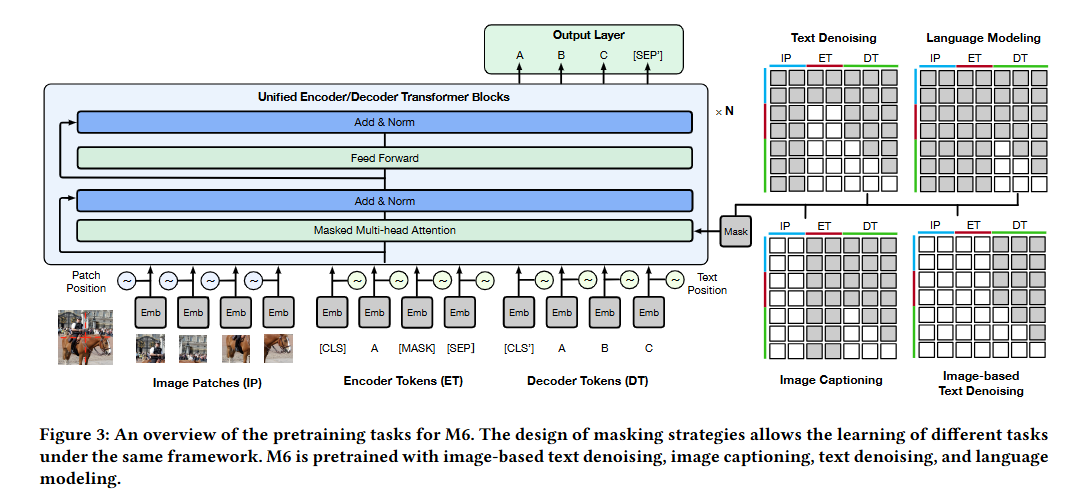 Output Layer
A B C [SEP']
Unified Encoder/Decoder Transformer Blocks
Add & Norm
Feed Forward
Add & Norm
Masked Multi-head Attention
× N
Mask
Patch
Position
Text
Position
~ ~ ~ ~ ~ ~ ~ ~ ~ ~ ~ ~
Emb Emb Emb Emb Emb Emb Emb Emb Emb Emb Emb Emb
[CLS] A [MASK] [SEP] [CLS'] A B C
Image Patches (IP)
Encoder Tokens (ET)
Decoder Tokens (DT)
Text Denoising
IP ET DT
Language Modeling
IP ET DT
IP ET DT
Image Captioning
IP ET DT
Image-based
Text Denoising
Figure 3: An overview of the pretraining tasks for M6. The design of masking strategies allows the learning of different tasks
under the same framework. M6 is pretrained with image-based text denoising, image captioning, text denoising, and language
modeling.